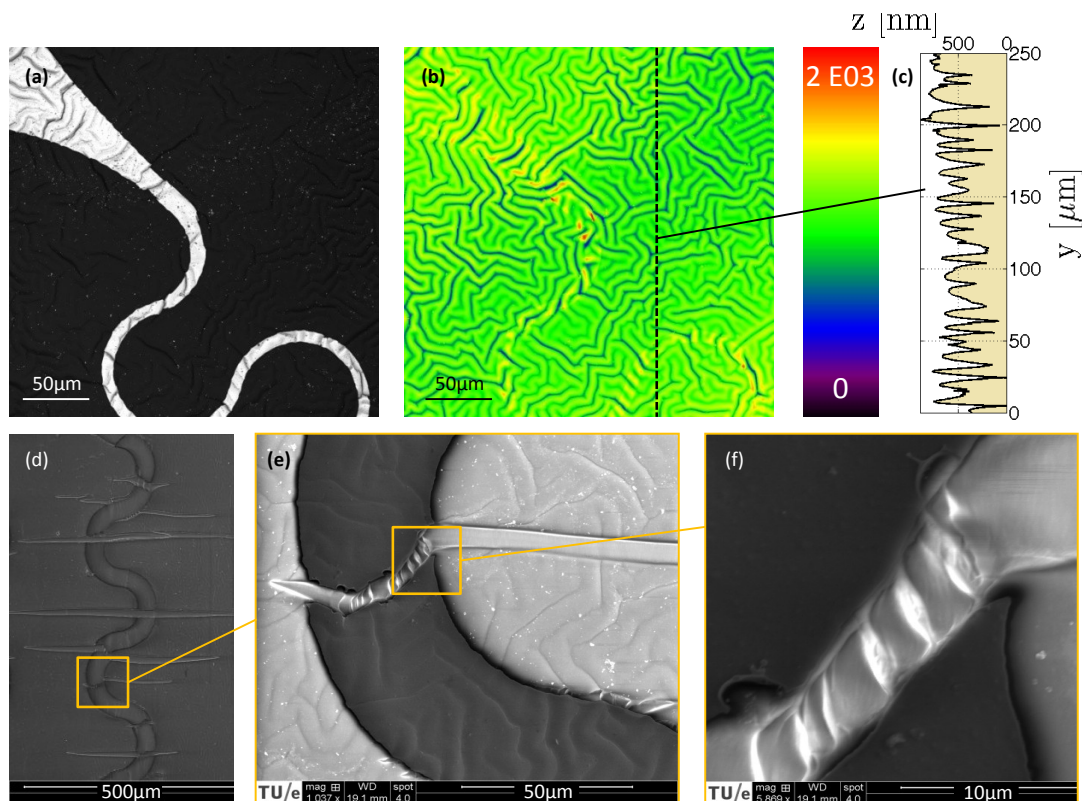 z [nm]
500 0
(a)
(b)
2 E03
0
(c)
250
200
150
100
50
0
y [μm]
50μm
50μm
(d)
(e)
(f)
500μm
TU/e
mag WD spot
1.037 x 19.1 mm 4.0
50μm
TU/e
mag WD spot
5.869 x 19.1 mm 4.0
10μm